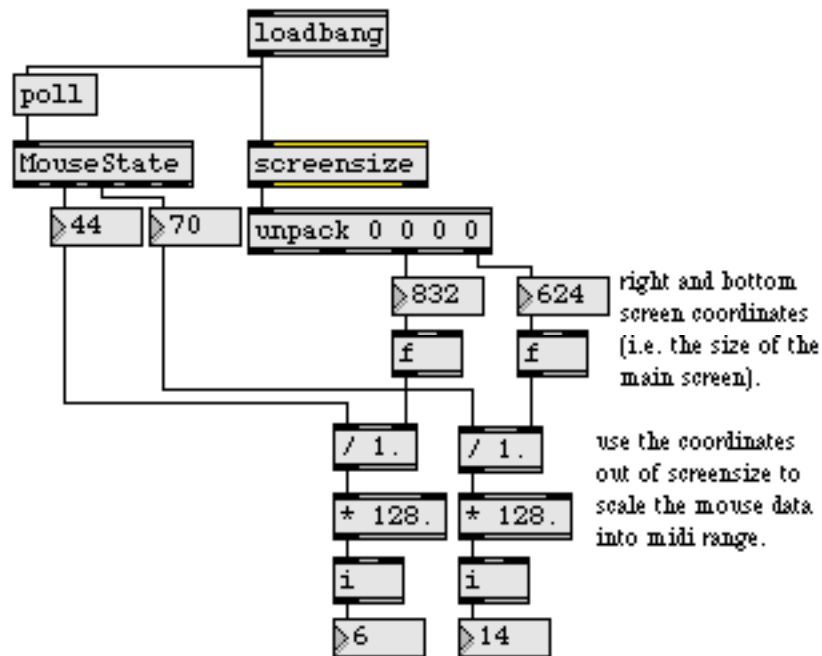 loadbang
poll
MouseState
screensize
44
70
unpack 0 0 0 0
832
624
right and bottom
screen coordinates
(i.e. the size of the
main screen).
f
f
/ 1.
/ 1.
use the coordinates
out of screensize to
scale the mouse data
into midi range.
* 128.
* 128.
i
i
6
14